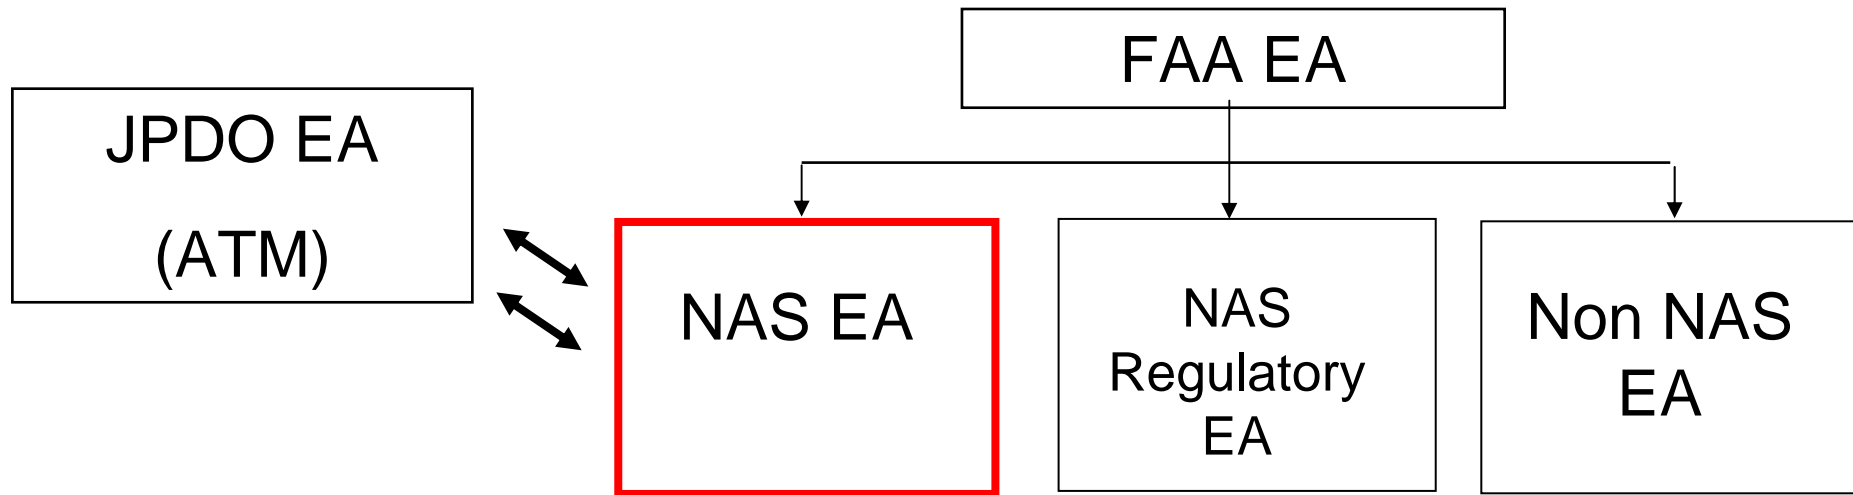 FAA EA
JPDO EA
(ATM)
NAS EA
NAS
Regulatory
EA
Non NAS
EA